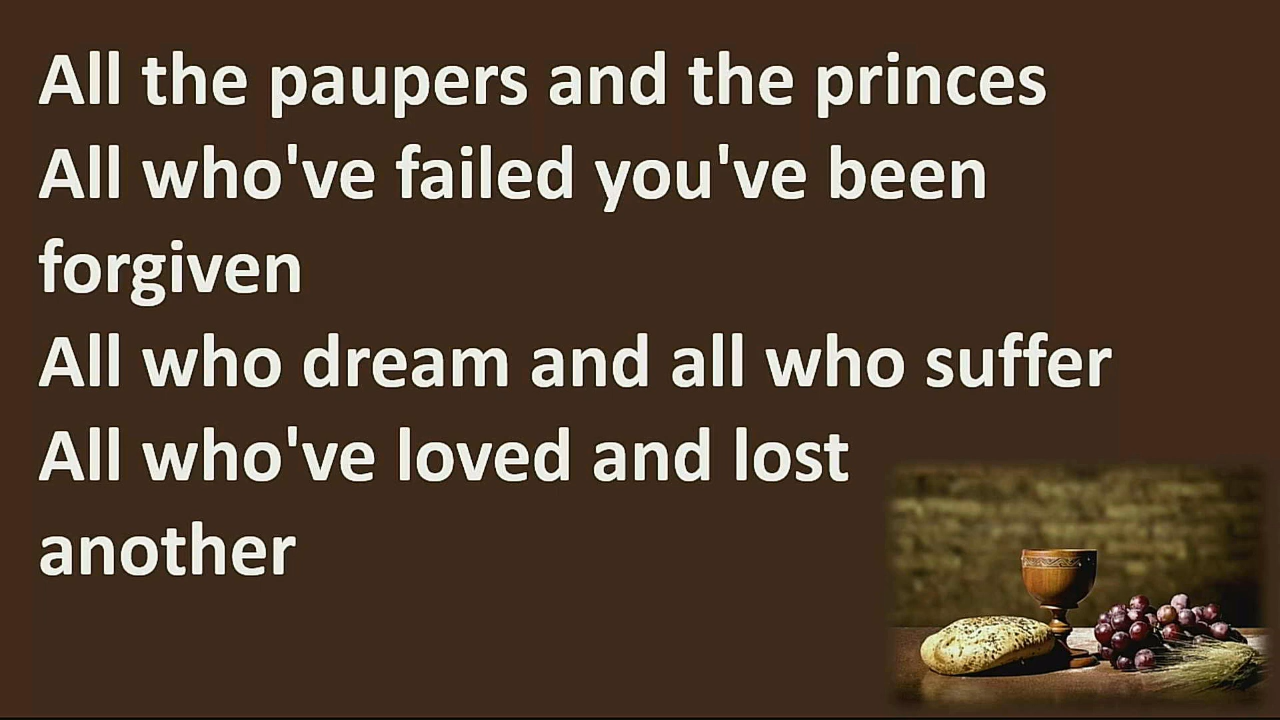 All the paupers and the princes
All who've failed you've been
forgiven
All who dream and all who suffer
All who've loved and lost
another